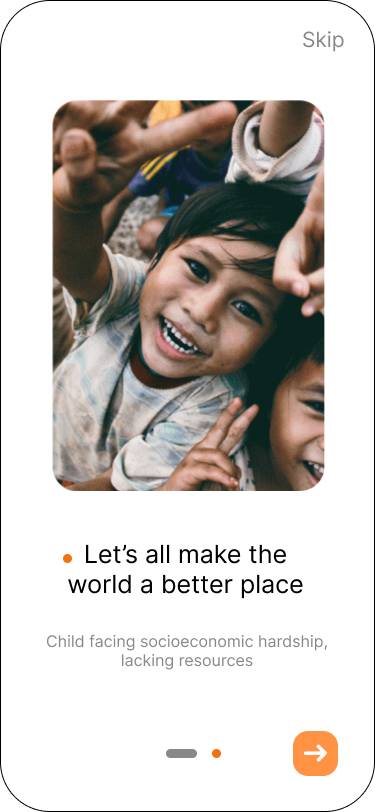 Skip
Let’s all make the
world a better place
Child facing socioeconomic hardship,
lacking resources